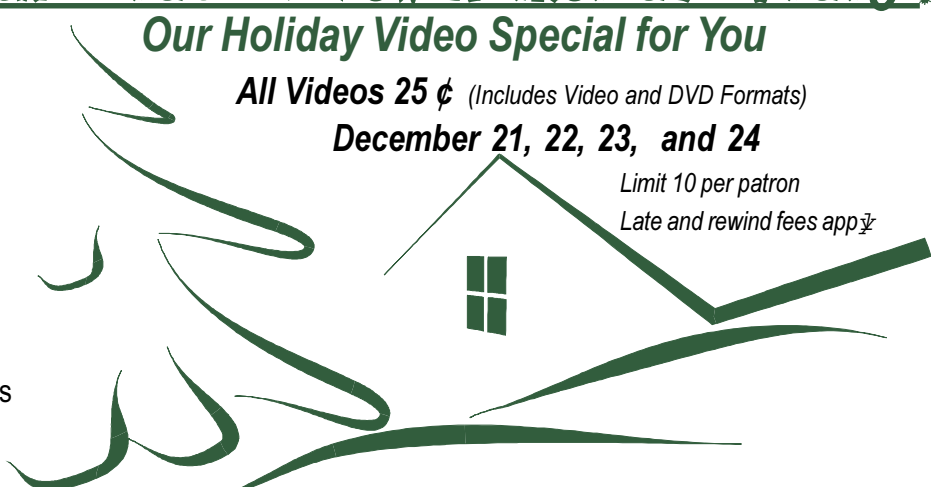 Our Holiday Video Special for You
All Videos 25 ¢ (Includes Video and DVD Formats)
December 21, 22, 23, and 24
Limit 10 per patron
Late and rewind fees apply
s